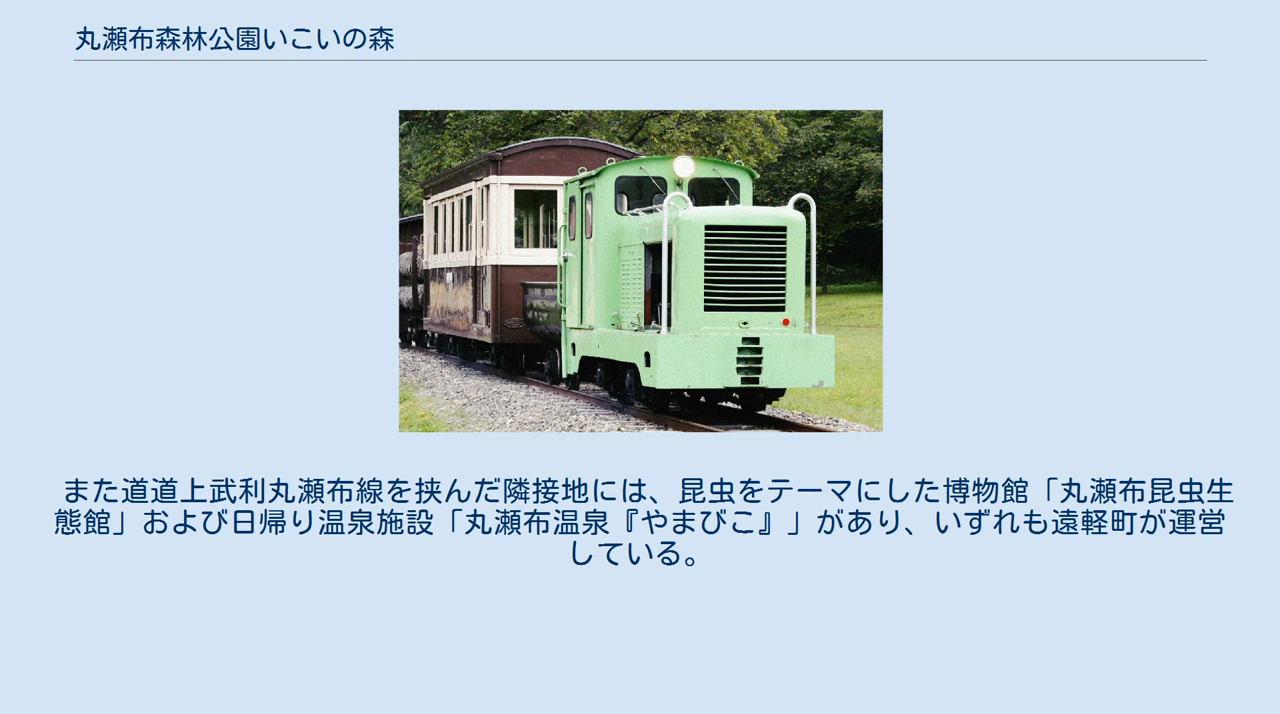 丸瀬布森林公園いこいの森
また道道上武利丸瀬布線を挟んだ隣接地には、昆虫をテーマにした博物館「丸瀬布昆虫生
態館」および日帰り温泉施設「丸瀬布温泉『やまびこ』」があり、いずれも遠軽町が運営
している。